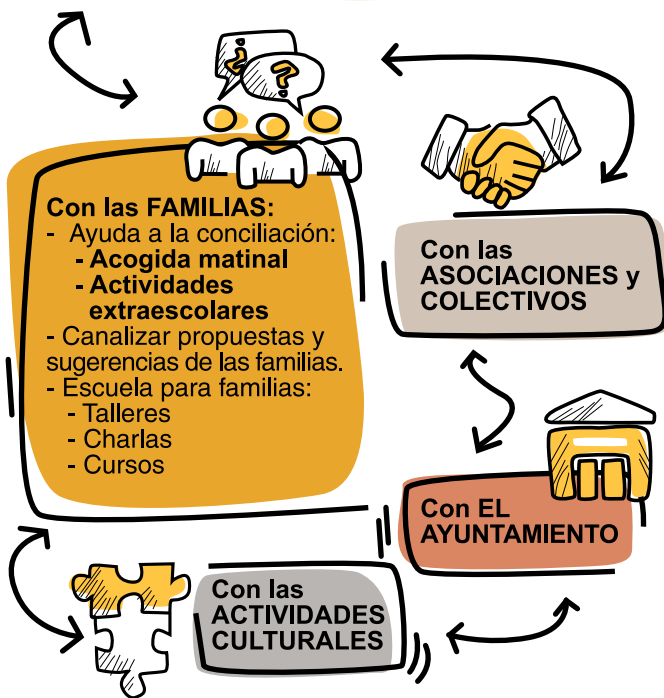 ¿ ?
Con las FAMILIAS:
- Ayuda a la conciliación:
- Acogida matinal
- Actividades
extraescolares
- Canalizar propuestas y
sugerencias de las familias.
- Escuela para familias:
- Talleres
- Charlas
- Cursos
Con las
ASOCIACIONES y
COLECTIVOS
Con EL
AYUNTAMIENTO
Con las
ACTIVIDADES
CULTURALES